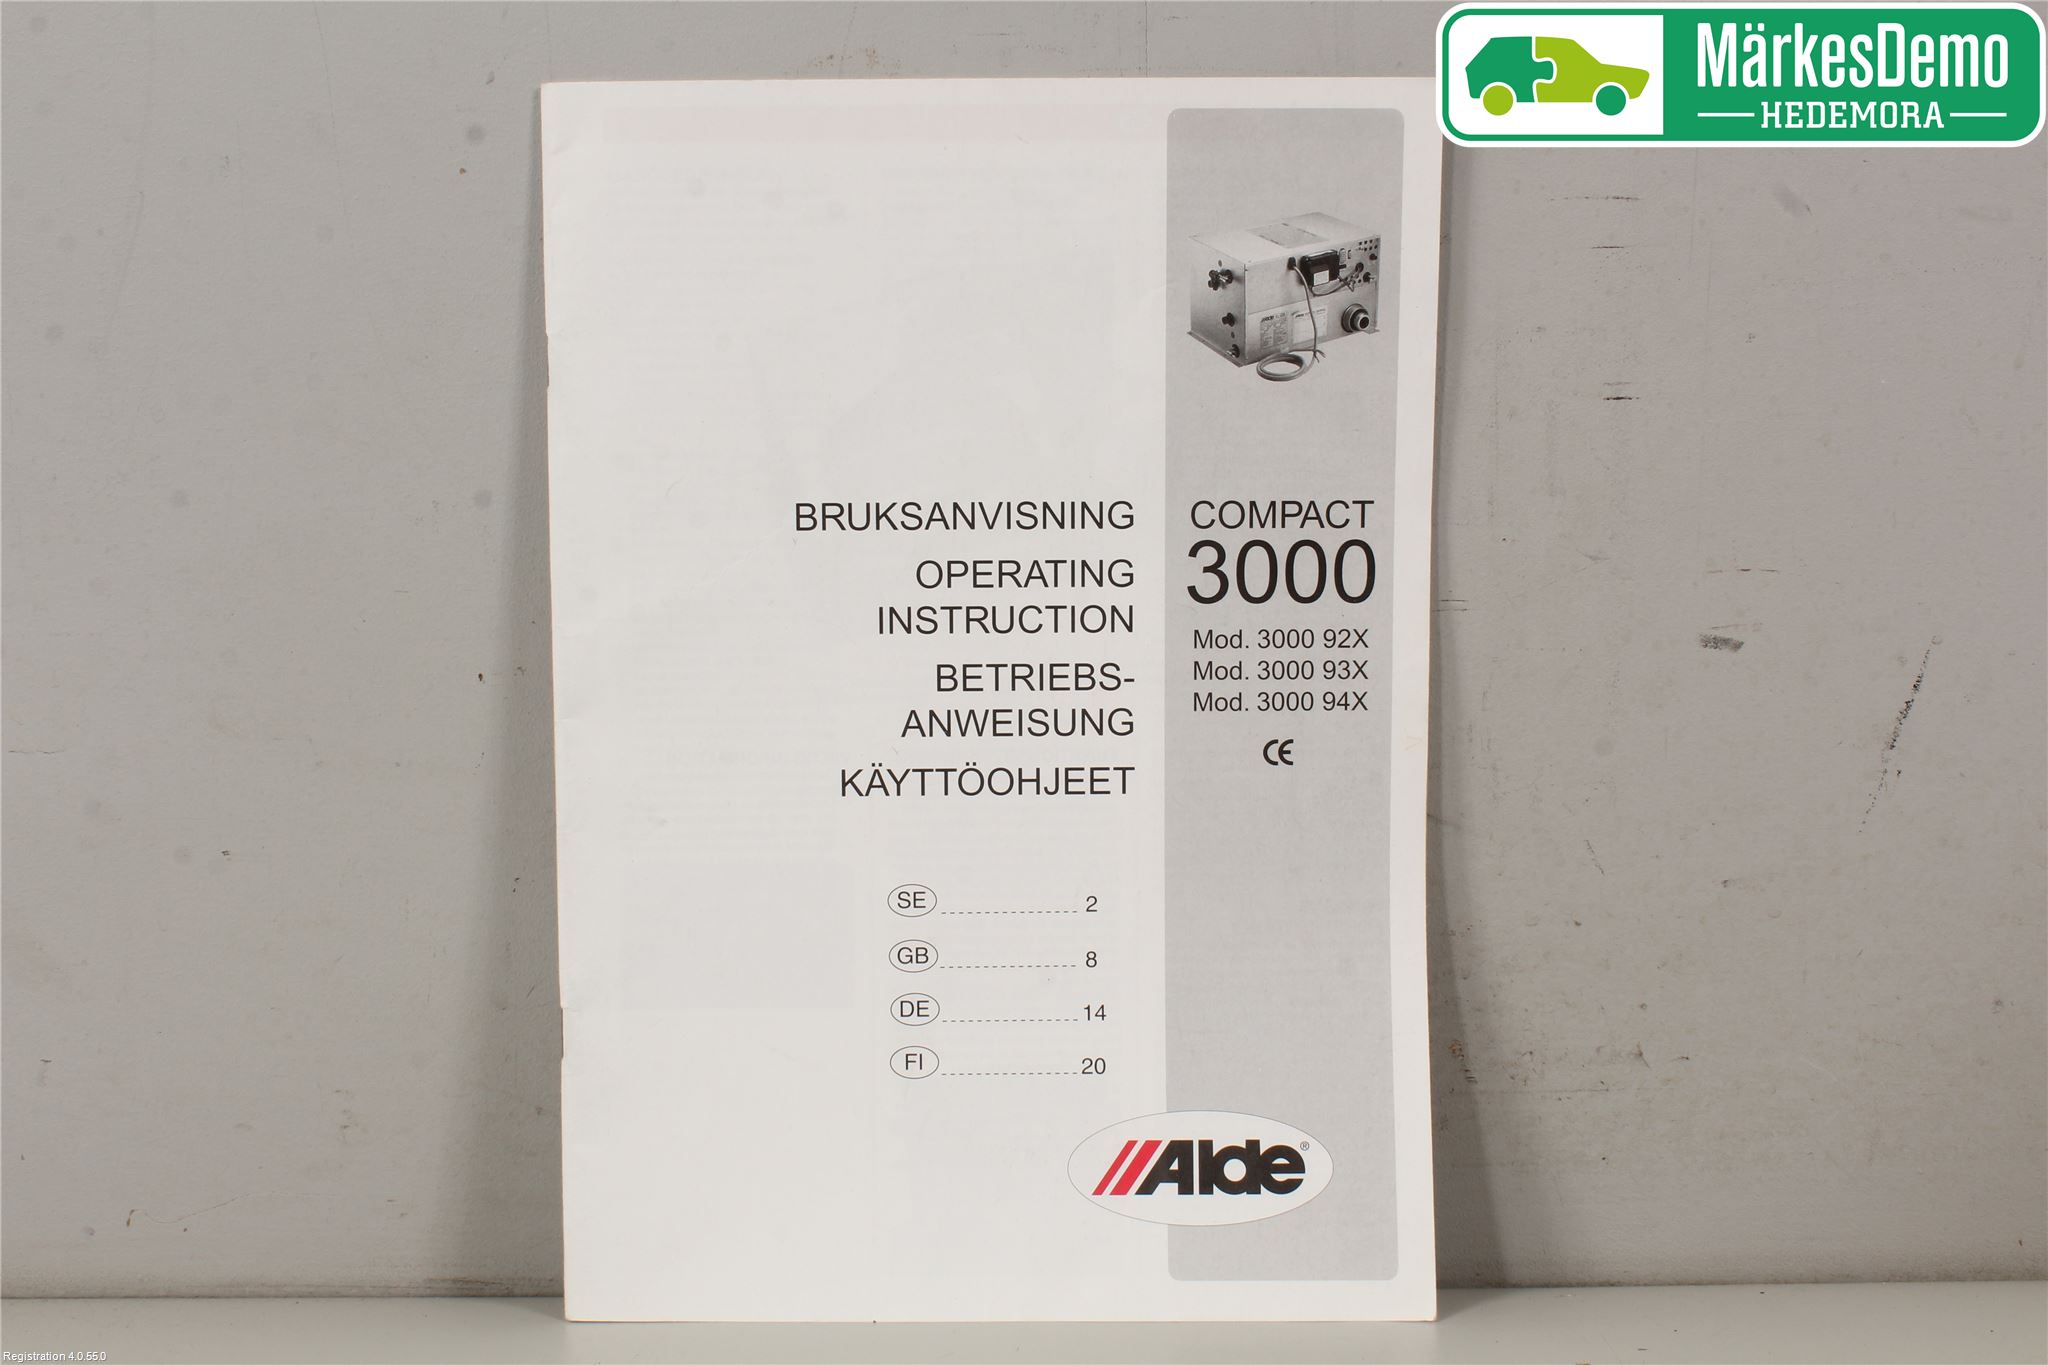 MärkesDemo
HEDEMORA
BRUKSANVISNING
OPERATING
INSTRUCTION
BETRIEBS-
ANWEISUNG
KÄYTTÖOHJEET
COMPACT
3000
Mod. 3000 92X
Mod. 3000 93X
Mod. 3000 94X
CE
SE 2
GB 8
DE 14
FI 20
Alde®
Registration 4.0.55.0